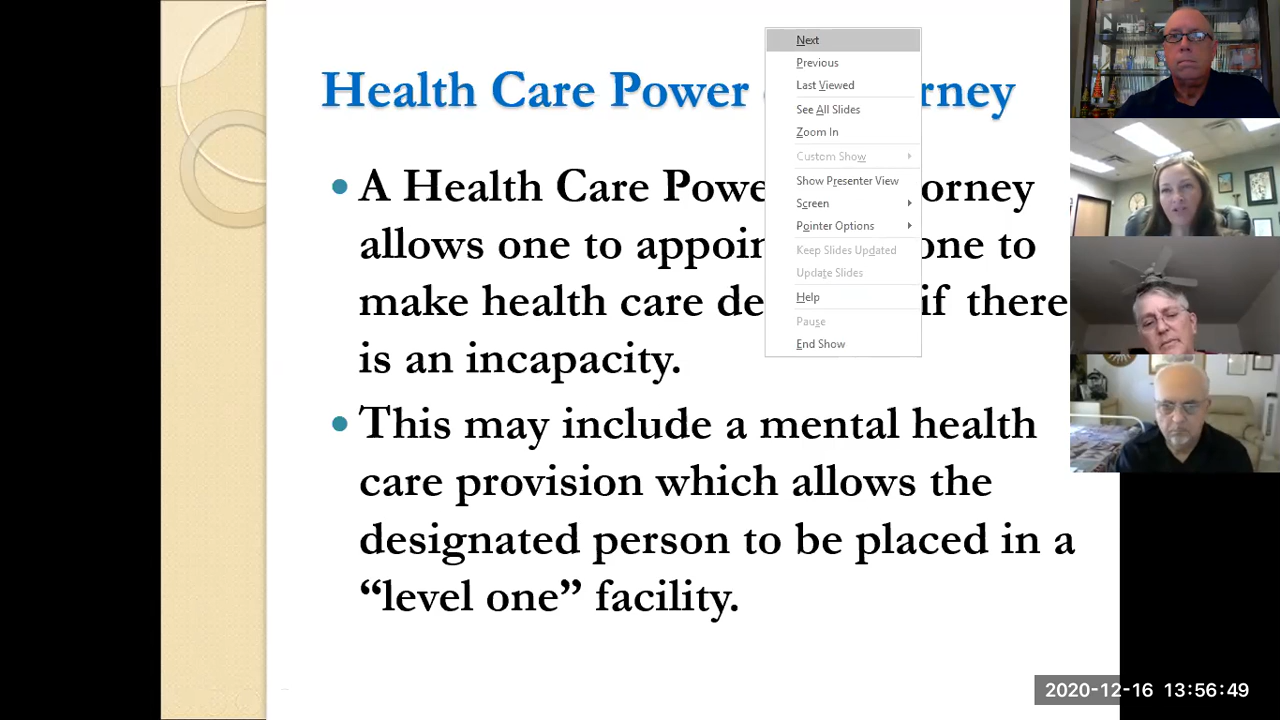 Health Care Power rney
• A Health Care Powe orney
allows one to appoin one to
make health care de if there
is an incapacity.
• This may include a mental health
care provision which allows the
designated person to be placed in a
“level one” facility.
Next
Previous
Last Viewed
See All Slides
Zoom In
Custom Show
Show Presenter View
Screen
Pointer Options
Keep Slides Updated
Update Slides
Help
Pause
End Show
2020-12-16 13:56:49